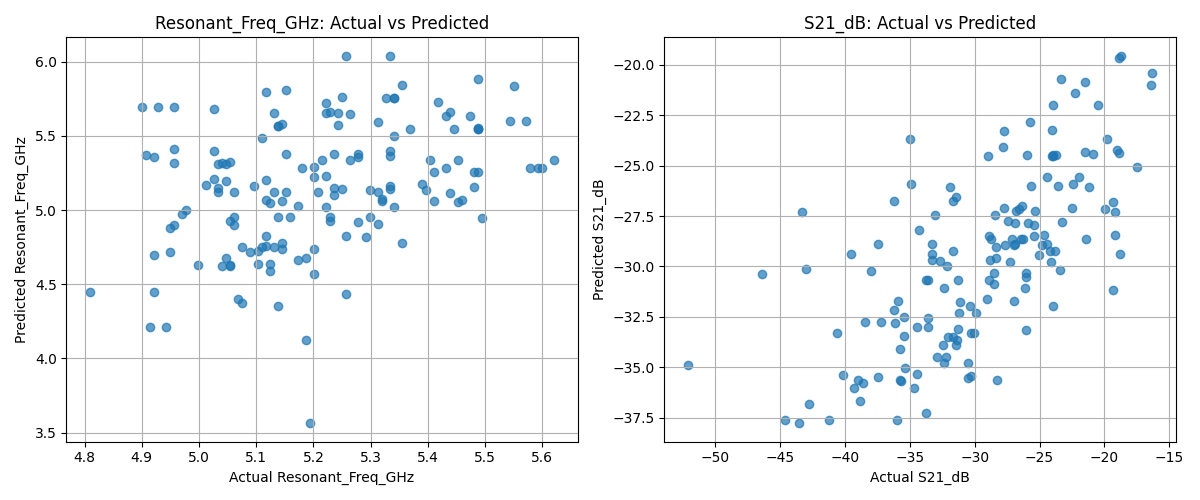 Resonant_Freq_GHz: Actual vs Predicted
Predicted Resonant_Freq_GHz
6.0
5.5
5.0
4.5
4.0
3.5
4.8 4.9 5.0 5.1 5.2 5.3 5.4 5.5 5.6
Actual Resonant_Freq_GHz
S21_dB: Actual vs Predicted
Predicted S21_dB
−20.0
−22.5
−25.0
−27.5
−30.0
−32.5
−35.0
−37.5
−50 −45 −40 −35 −30 −25 −20 −15
Actual S21_dB